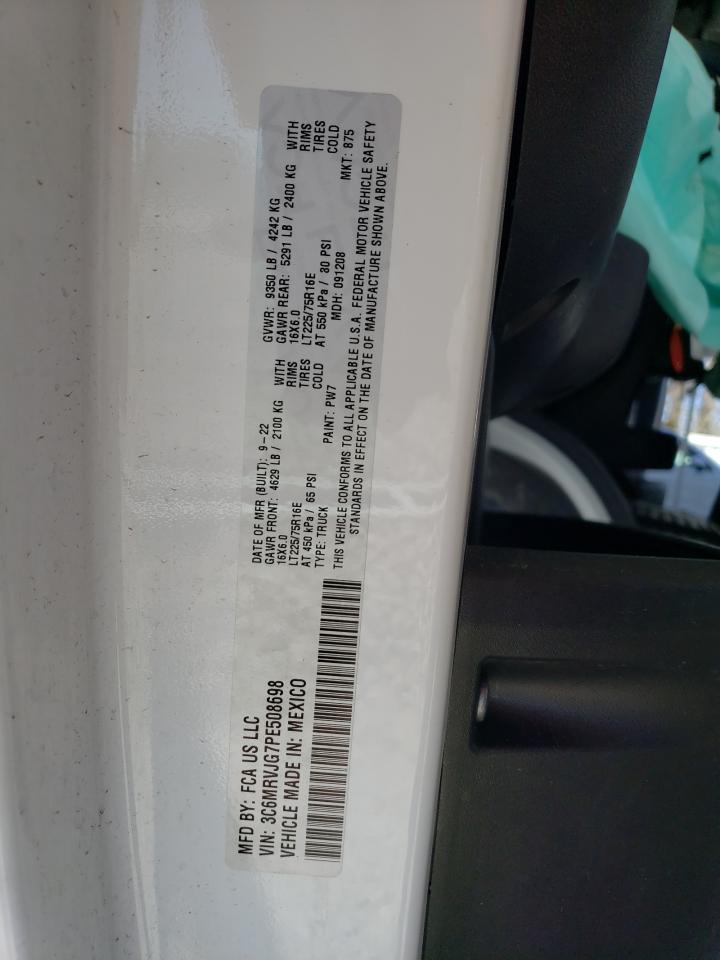 MFD BY: FCA US LLC
VIN: 3C6MRVJG7PE508698
VEHICLE MADE IN: MEXICO
DATE OF MFR (BUILT): 9-22
GAWR FRONT: 4629 LB / 2100 KG WITH
16X6.0 RIMS
LT225/75R16E TIRES
AT 450 kPa / 65 PSI COLD
TYPE: TRUCK PAINT: PW7
GVWR: 9350 LB / 4242 KG
GAWR REAR: 5291 LB / 2400 KG WITH
16X6.0 RIMS
LT225/75R16E TIRES
AT 550 kPa / 80 PSI COLD
MDH: 091208 MKT: 875
THIS VEHICLE CONFORMS TO ALL APPLICABLE U.S.A. FEDERAL MOTOR VEHICLE SAFETY
STANDARDS IN EFFECT ON THE DATE OF MANUFACTURE SHOWN ABOVE.